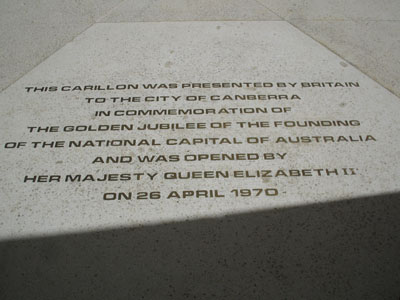 THIS CARILLON WAS PRESENTED BY BRITAIN
TO THE CITY OF CANBERRA
IN COMMEMORATION OF
THE GOLDEN JUBILEE OF THE FOUNDING
OF THE NATIONAL CAPITAL OF AUSTRALIA
AND WAS OPENED BY
HER MAJESTY QUEEN ELIZABETH II
ON 26 APRIL 1970